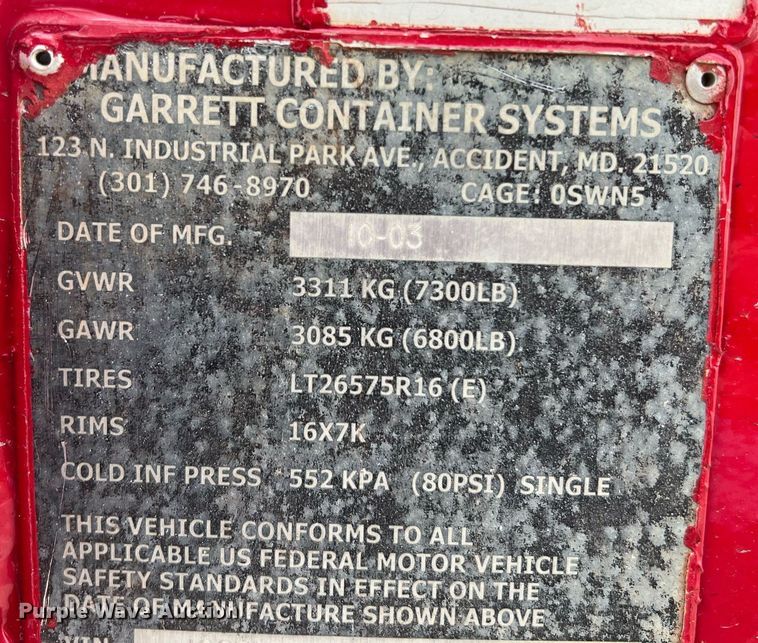 MANUFACTURED BY:
GARRETT CONTAINER SYSTEMS
123 N. INDUSTRIAL PARK AVE., ACCIDENT, MD. 21520
(301) 746-8970 CAGE: 0SWN5
DATE OF MFG. 10-03
GVWR 3311 KG (7300LB)
GAWR 3085 KG (6800LB)
TIRES LT26575R16 (E)
RIMS 16X7K
COLD INF PRESS 552 KPA (80PSI) SINGLE
THIS VEHICLE CONFORMS TO ALL
APPLICABLE US FEDERAL MOTOR VEHICLE
SAFETY STANDARDS IN EFFECT ON THE
DATE OF MANUFACTURE SHOWN ABOVE
Purple Wave Auction